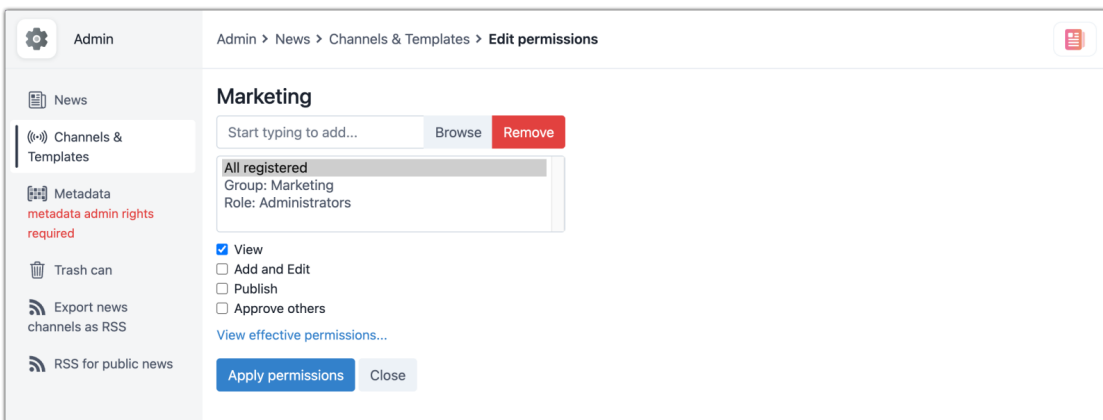 Admin
Admin > News > Channels & Templates > Edit permissions
News
Channels &
Templates
Metadata
metadata admin rights
required
Trash can
Export news
channels as RSS
RSS for public news
Marketing
Start typing to add... Browse Remove
All registered
Group: Marketing
Role: Administrators
View
Add and Edit
Publish
Approve others
View effective permissions...
Apply permissions Close